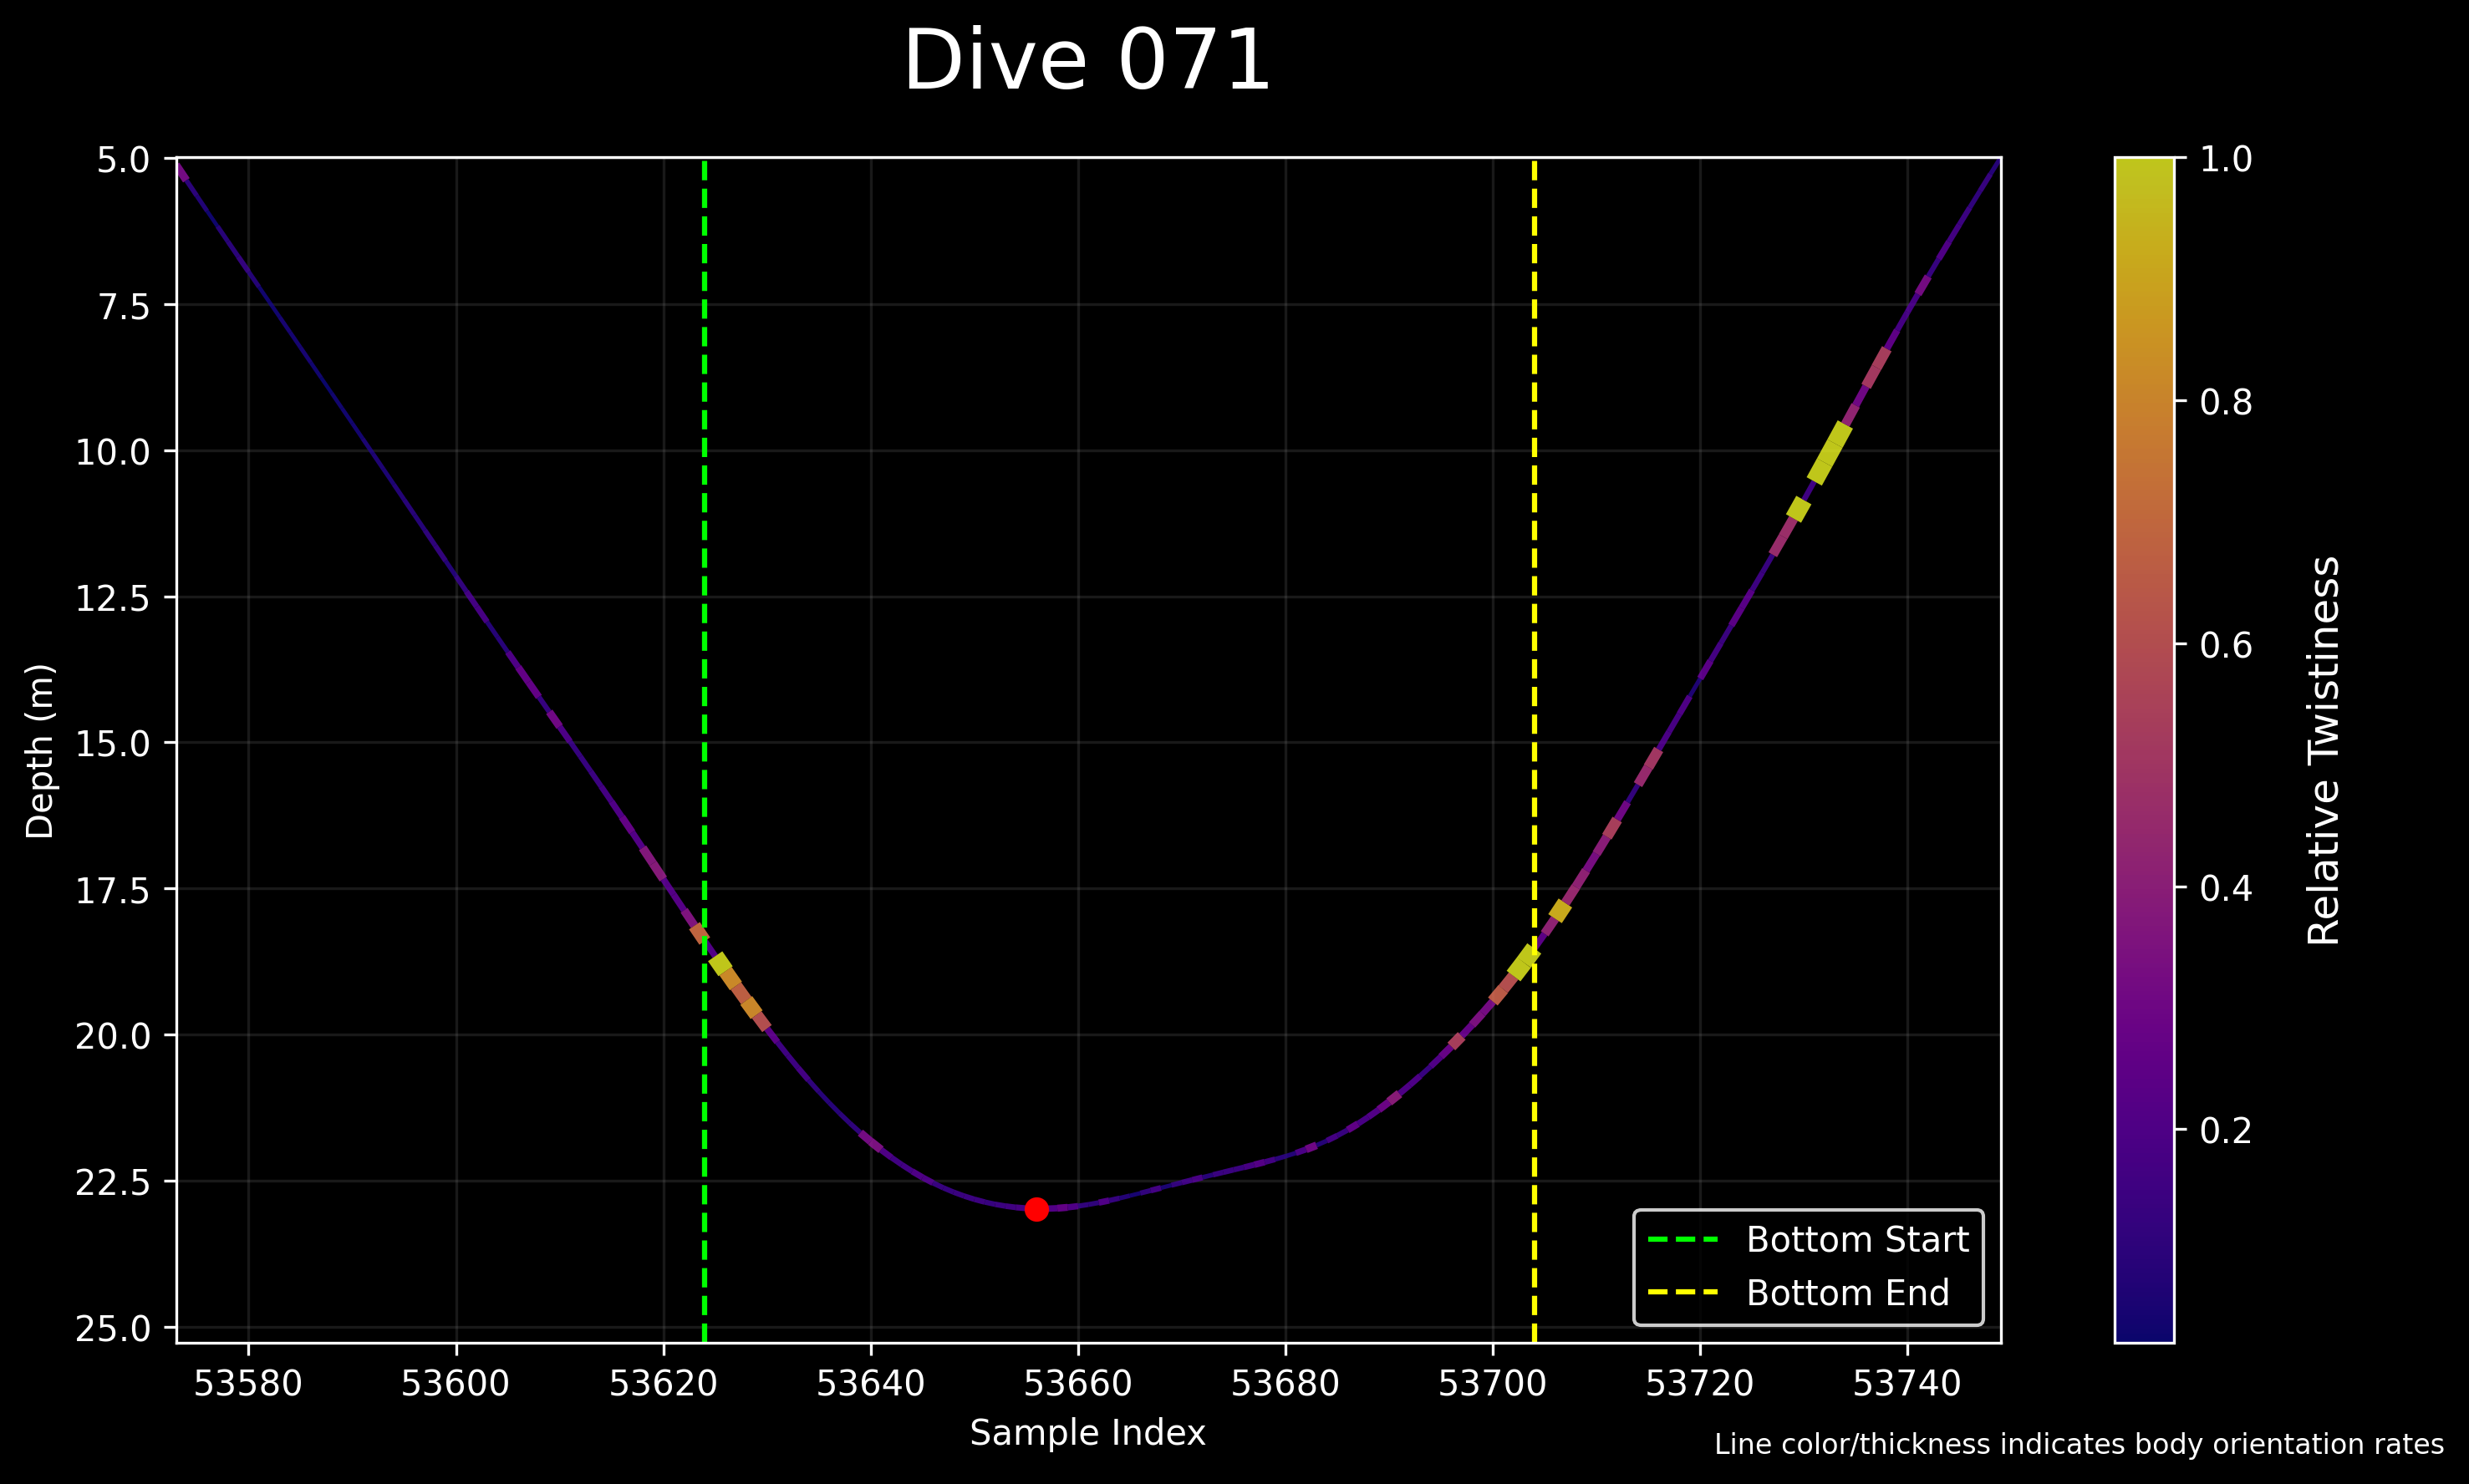 Dive 071
5.0
7.5
10.0
12.5
15.0
17.5
20.0
22.5
25.0
Depth (m)
53580 53600 53620 53640 53660 53680 53700 53720 53740
Sample Index
Bottom Start
Bottom End
1.0
0.8
0.6
0.4
0.2
Relative Twistiness
Line color/thickness indicates body orientation rates